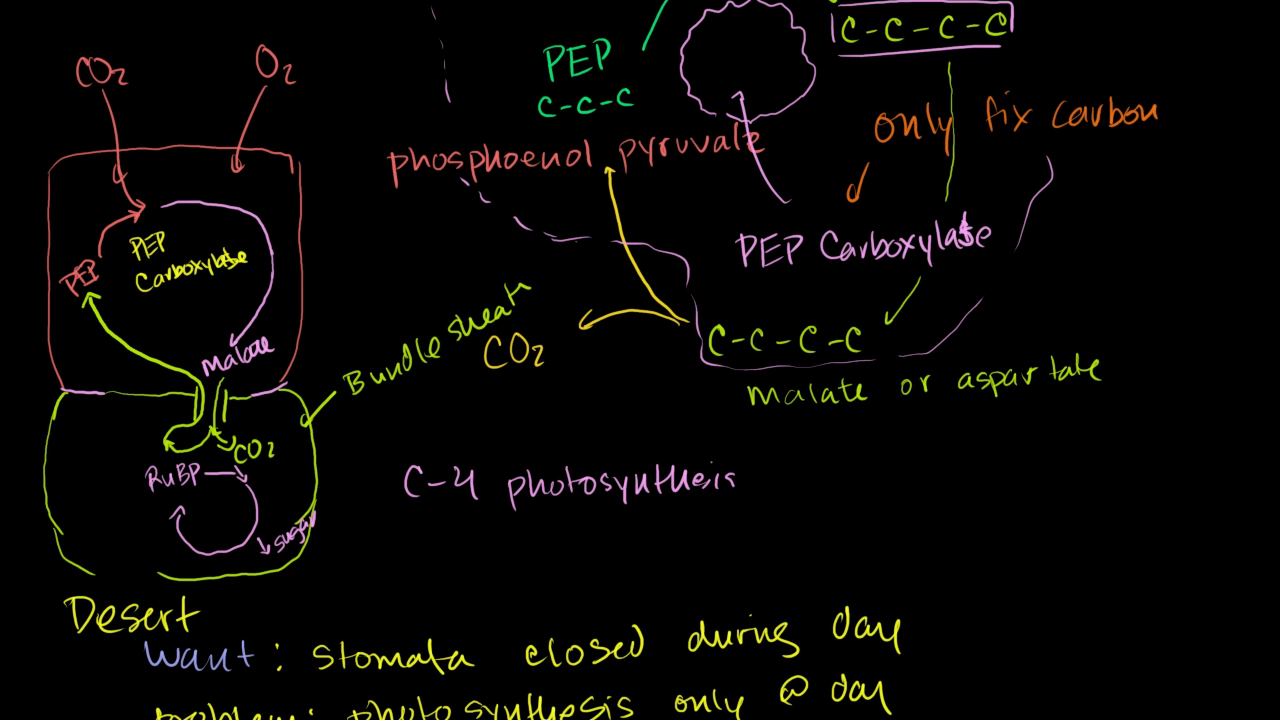 C-C-C-C
PEP
C-C-C
CO2
O2
only fix carbon
phosphoenol pyruvate
PEP Carboxylase
PEP
Carboxylase
PEP
Malate
Bundle sheath
CO2
C-C-C-C
malate or aspartate
CO2
RuBP
sugar
C-4 photosynthesis
Desert
Want: stomata closed during day
problem: photosynthesis only @ day